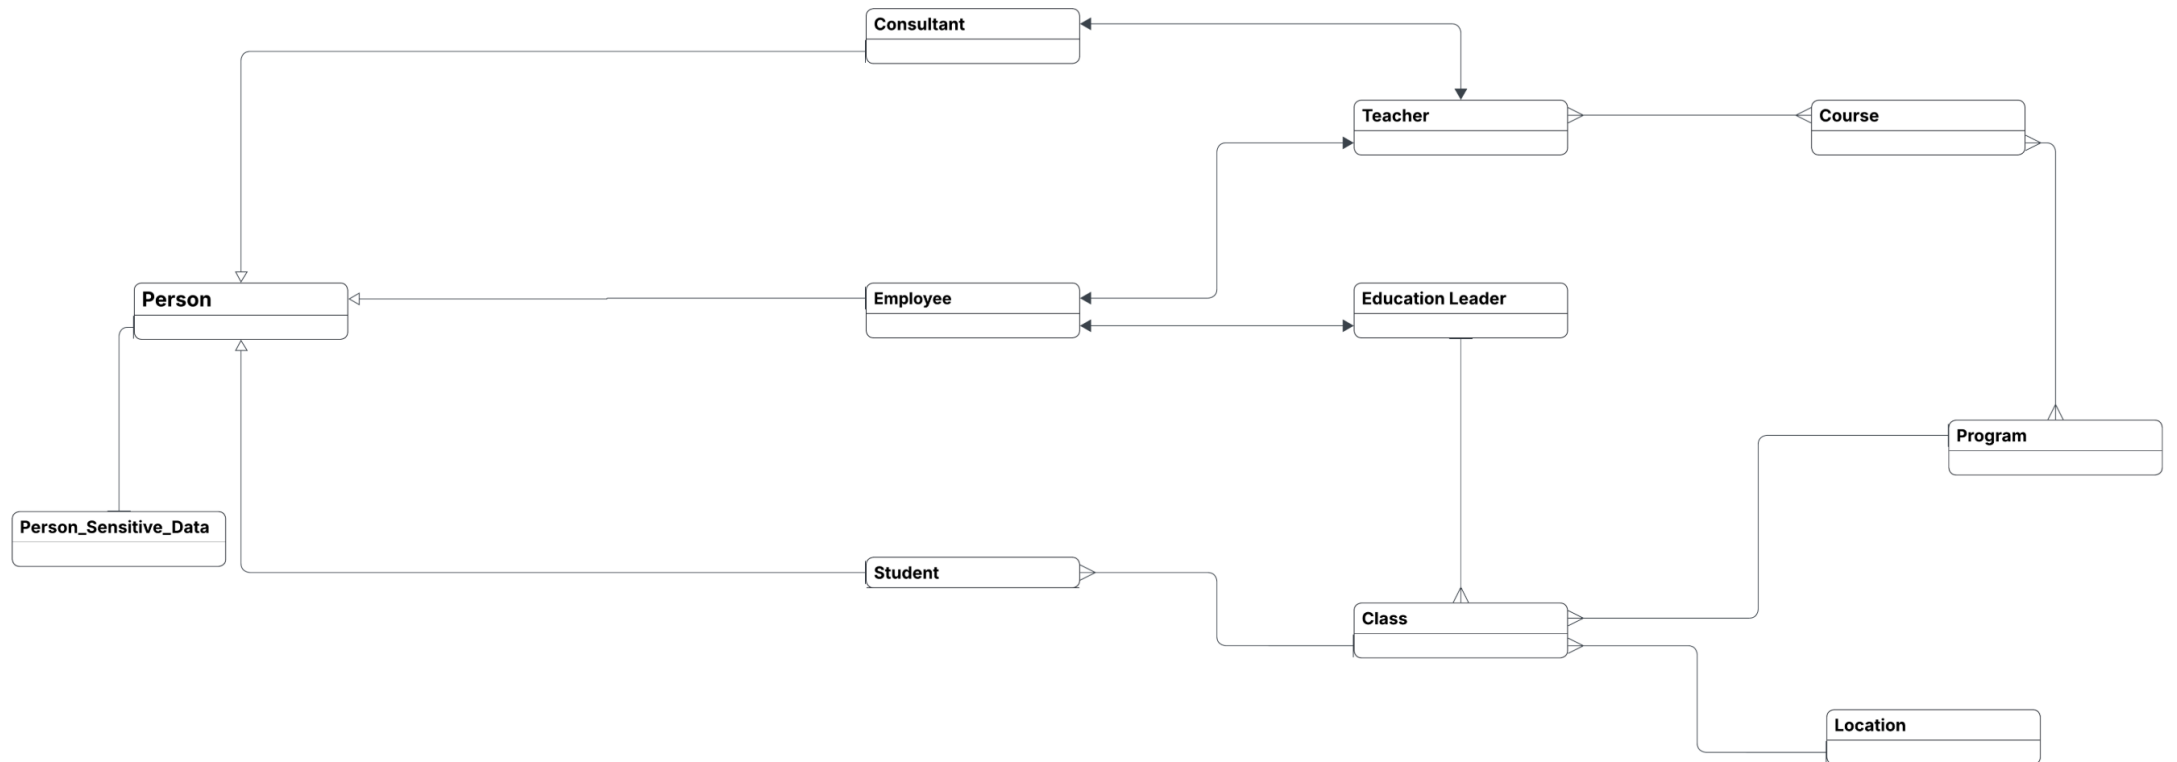 Consultant
Teacher
Course
Person
Employee
Education Leader
Program
Person_Sensitive_Data
Student
Class
Location